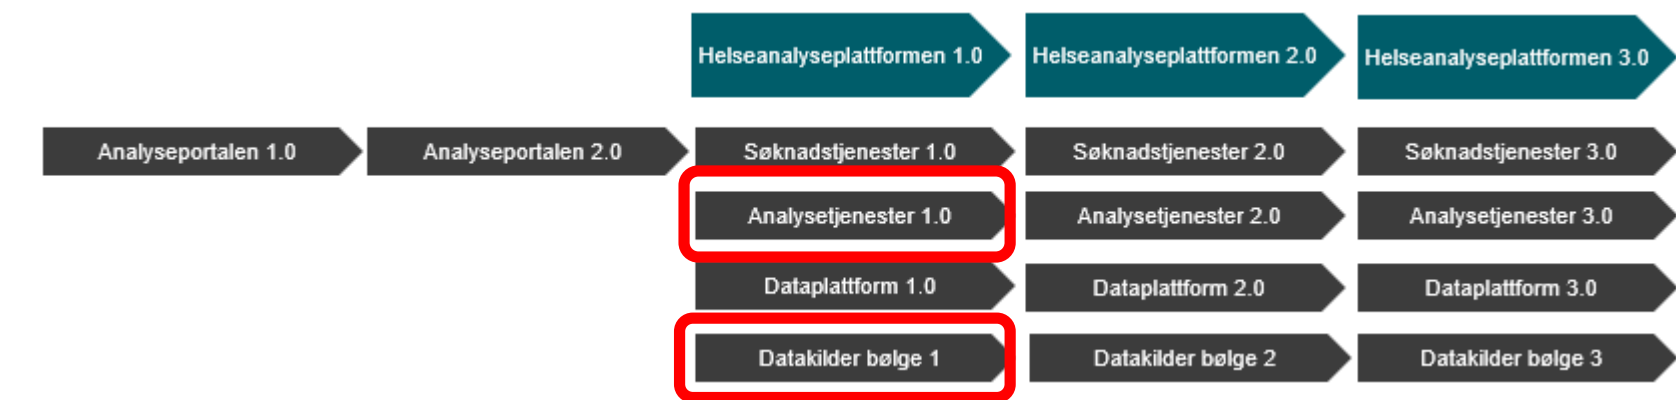 Helseanalyseplattformen 1.0
Helseanalyseplattformen 2.0
Helseanalyseplattformen 3.0
Analyseportalen 1.0
Analyseportalen 2.0
Søknadstjenester 1.0
Søknadstjenester 2.0
Søknadstjenester 3.0
Analysetjenester 1.0
Analysetjenester 2.0
Analysetjenester 3.0
Dataplattform 1.0
Dataplattform 2.0
Dataplattform 3.0
Datakilder bølge 1
Datakilder bølge 2
Datakilder bølge 3